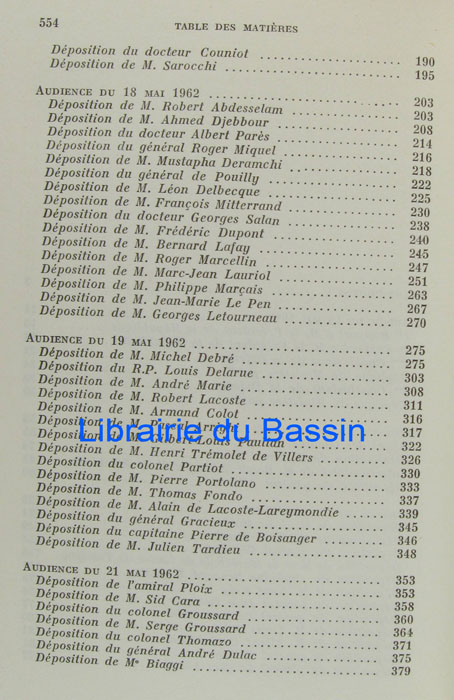 554 TABLE DES MATIÈRES
Déposition du docteur Couniot .................... 190
Déposition de M. Sarocchi .................... 195
AUDIENCE DU 18 MAI 1962 .................... 203
Déposition de M. Robert Abdesselam .................... 203
Déposition de M. Ahmed Djebbour .................... 208
Déposition du docteur Albert Parès .................... 214
Déposition du général Roger Miquel .................... 216
Déposition de M. Mustapha Deramchi .................... 218
Déposition du général de Pouilly .................... 222
Déposition de M. Léon Delbecque .................... 225
Déposition de M. François Mitterrand .................... 230
Déposition du docteur Georges Salan .................... 238
Déposition de M. Frédéric Dupont .................... 240
Déposition de M. Bernard Lafay .................... 245
Déposition de M. Roger Marcellin .................... 247
Déposition de M. Marc-Jean Lauriol .................... 251
Déposition de M. Philippe Marçais .................... 263
Déposition de M. Jean-Marie Le Pen .................... 267
Déposition de M. Georges Letourneau .................... 270
AUDIENCE DU 19 MAI 1962 .................... 275
Déposition de M. Michel Debré .................... 275
Déposition du R.P. Louis Delarue .................... 303
Déposition de M. André Marie .................... 308
Déposition de M. Robert Lacoste .................... 311
Déposition de M. Armand Colot .................... 316
Déposition de M. .................... 317
Déposition de M. .................... 322
Librairie du Bassin
Déposition de M. Henri Trémolet de Villers .................... 326
Déposition du colonel Partiot .................... 330
Déposition de M. Pierre Portolano .................... 333
Déposition de M. Thomas Fondo .................... 337
Déposition de M. Alain de Lacoste-Lareymondie .................... 339
Déposition du général Gracieux .................... 345
Déposition du capitaine Pierre de Boisanger .................... 346
Déposition de M. Julien Tardieu .................... 348
AUDIENCE DU 21 MAI 1962 .................... 353
Déposition de l'amiral Ploix .................... 353
Déposition de M. Sid Cara .................... 358
Déposition du colonel Groussard .................... 360
Déposition de M. Serge Groussard .................... 364
Déposition du colonel Thomazo .................... 371
Déposition du général André Dulac .................... 375
Déposition de Me Biaggi .................... 379